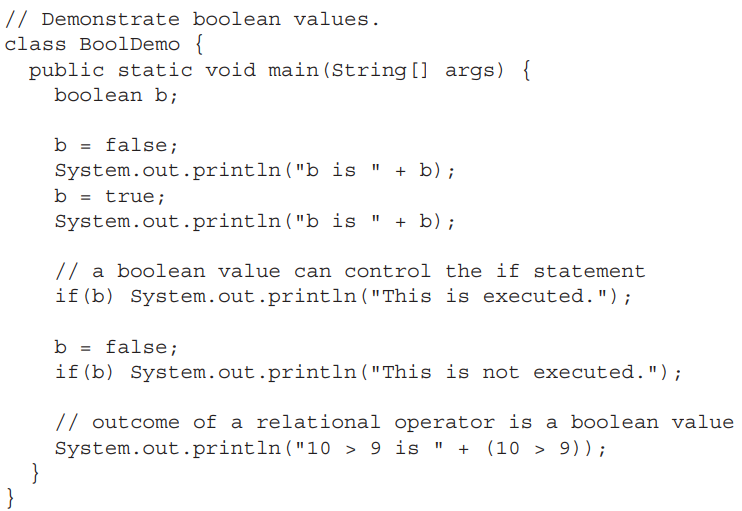 // Demonstrate boolean values.
class BoolDemo {
  public static void main(String[] args) {
    boolean b;

    b = false;
    System.out.println("b is " + b);
    b = true;
    System.out.println("b is " + b);

    // a boolean value can control the if statement
    if(b) System.out.println("This is executed.");

    b = false;
    if(b) System.out.println("This is not executed.");

    // outcome of a relational operator is a boolean value
    System.out.println("10 > 9 is " + (10 > 9));
  }
}